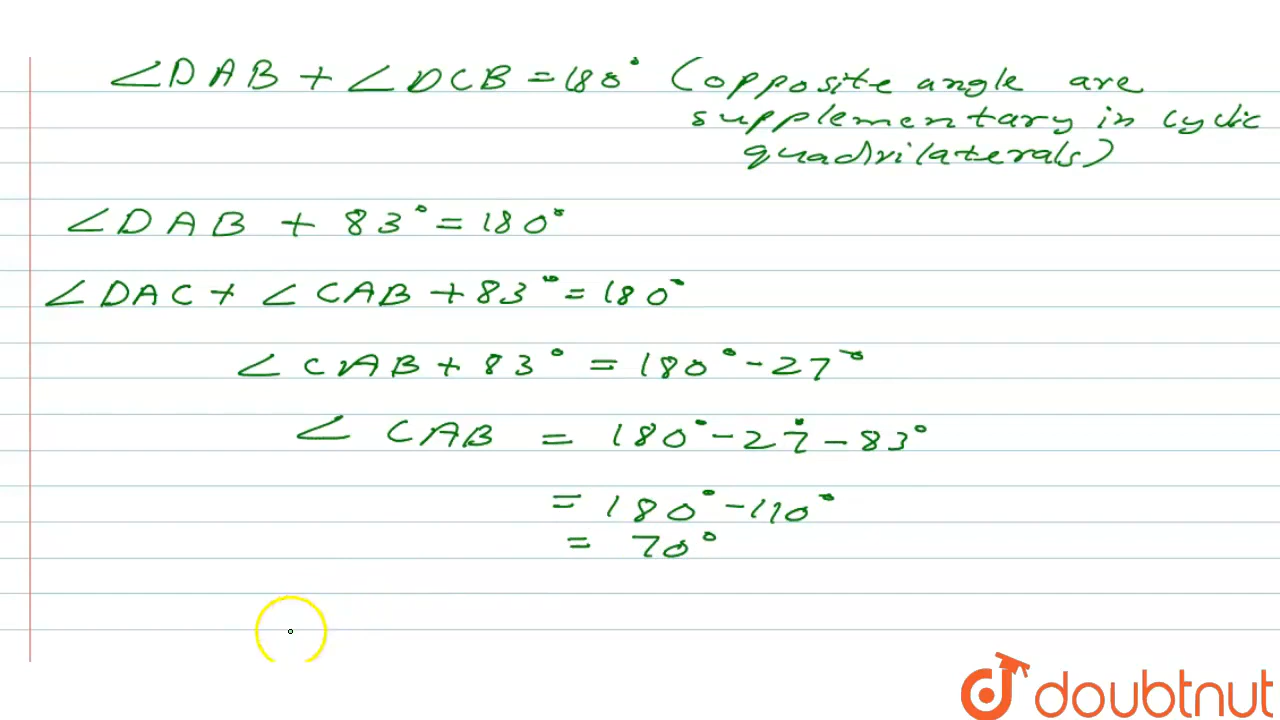 ∠DAB + ∠DCB = 180° (opposite angle are
supplementary in cyclic
quadrilaterals)
∠DAB + 83° = 180°
∠DAC + ∠CAB + 83° = 180°
∠CAB + 83° = 180° - 27°
∠CAB = 180° - 27° - 83°
= 180° - 110°
= 70°
doubtnut